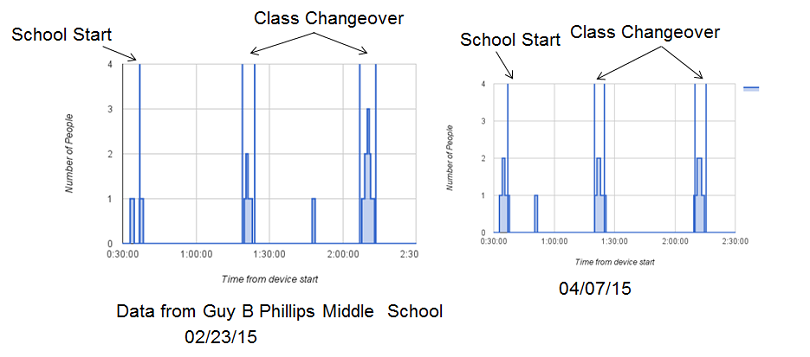 Class Changeover
School Start
4
3
2
1
0
Number of People
0:30:00 1:00:00 1:30:00 2:00:00 2:30
Time from device start
Data from Guy B Phillips Middle School
02/23/15
School Start Class Changeover
4
3
2
1
0
Number of People
0:30:00 1:00:00 1:30:00 2:00:00 2:30:00
Time from device start
04/07/15